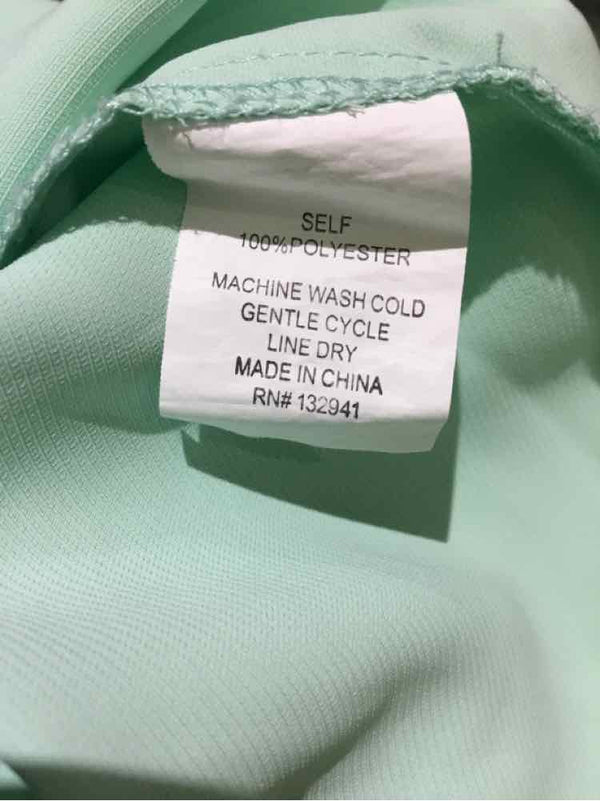 SELF
100%POLYESTER
MACHINE WASH COLD
GENTLE CYCLE
LINE DRY
MADE IN CHINA
RN# 132941